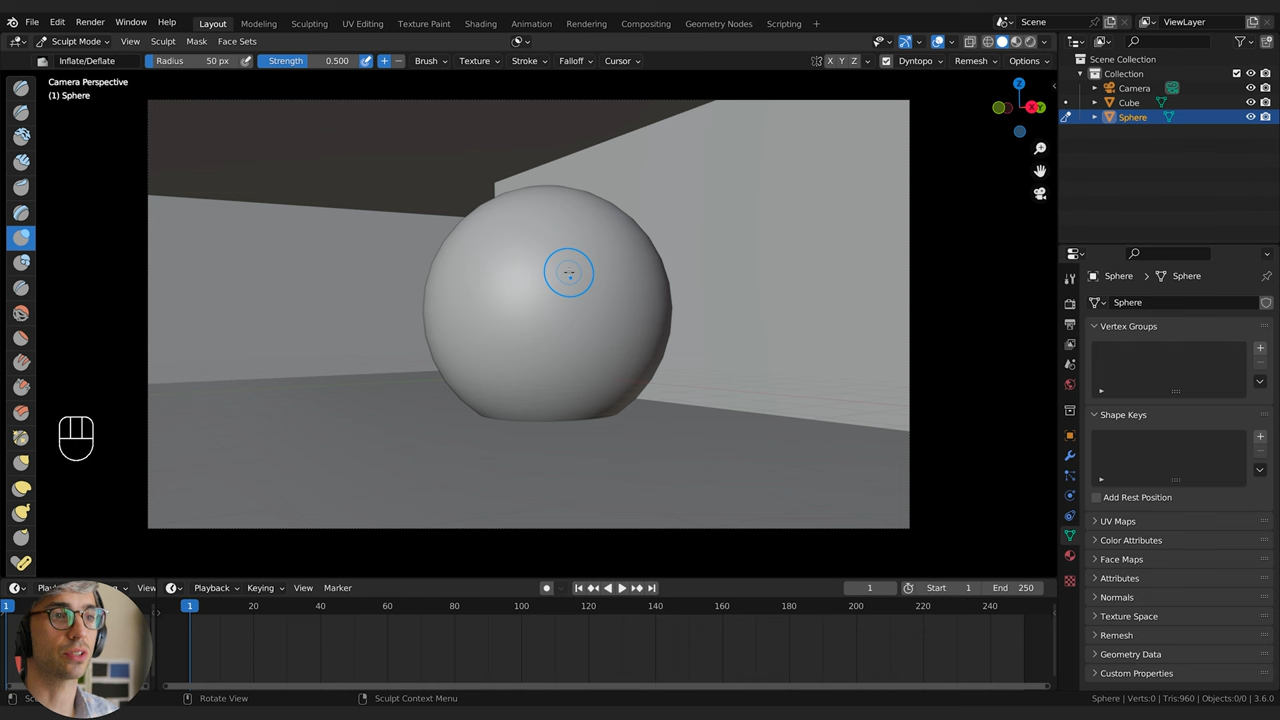 File Edit Render Window Help Layout Modeling Sculpting UV Editing Texture Paint Shading Animation Rendering Compositing Geometry Nodes Scripting + Scene ViewLayer
Sculpt Mode View Sculpt Mask Face Sets
Inflate/Deflate Radius 50 px Strength 0.500 + − Brush Texture Stroke Falloff Cursor X Y Z Dyntopo Remesh Options
Camera Perspective
(1) Sphere
Z
X
Y
Scene Collection
Collection
Camera
Cube
Sphere
Sphere > Sphere
Sphere
Vertex Groups
Shape Keys
Add Rest Position
UV Maps
Color Attributes
Face Maps
Attributes
Normals
Texture Space
Remesh
Geometry Data
Custom Properties
View Playback Keying View Marker 1 Start 1 End 250
1 1 20 40 60 80 100 120 140 160 180 200 220 240
Rotate View Sculpt Context Menu Sphere | Verts:0 | Tris:960 | Objects:0/0 | 3.6.0